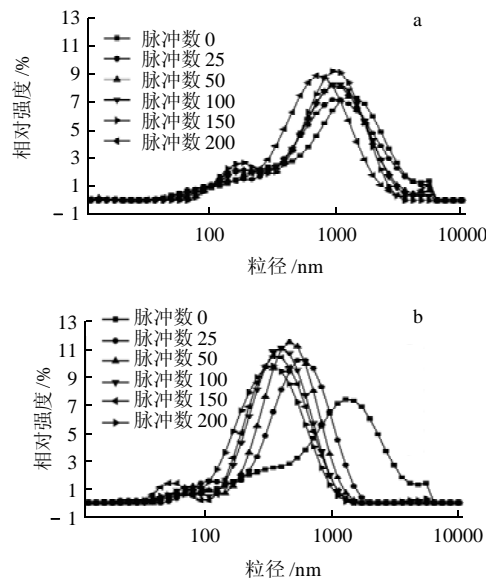 a
13
11
9
7
5
3
1
－1
相对强度/%
脉冲数 0
脉冲数 25
脉冲数 50
脉冲数 100
脉冲数 150
脉冲数 200
100
1000
10000
粒径/nm
b
13
11
9
7
5
3
1
－1
相对强度/%
脉冲数 0
脉冲数 25
脉冲数 50
脉冲数 100
脉冲数 150
脉冲数 200
100
1000
10000
粒径/nm